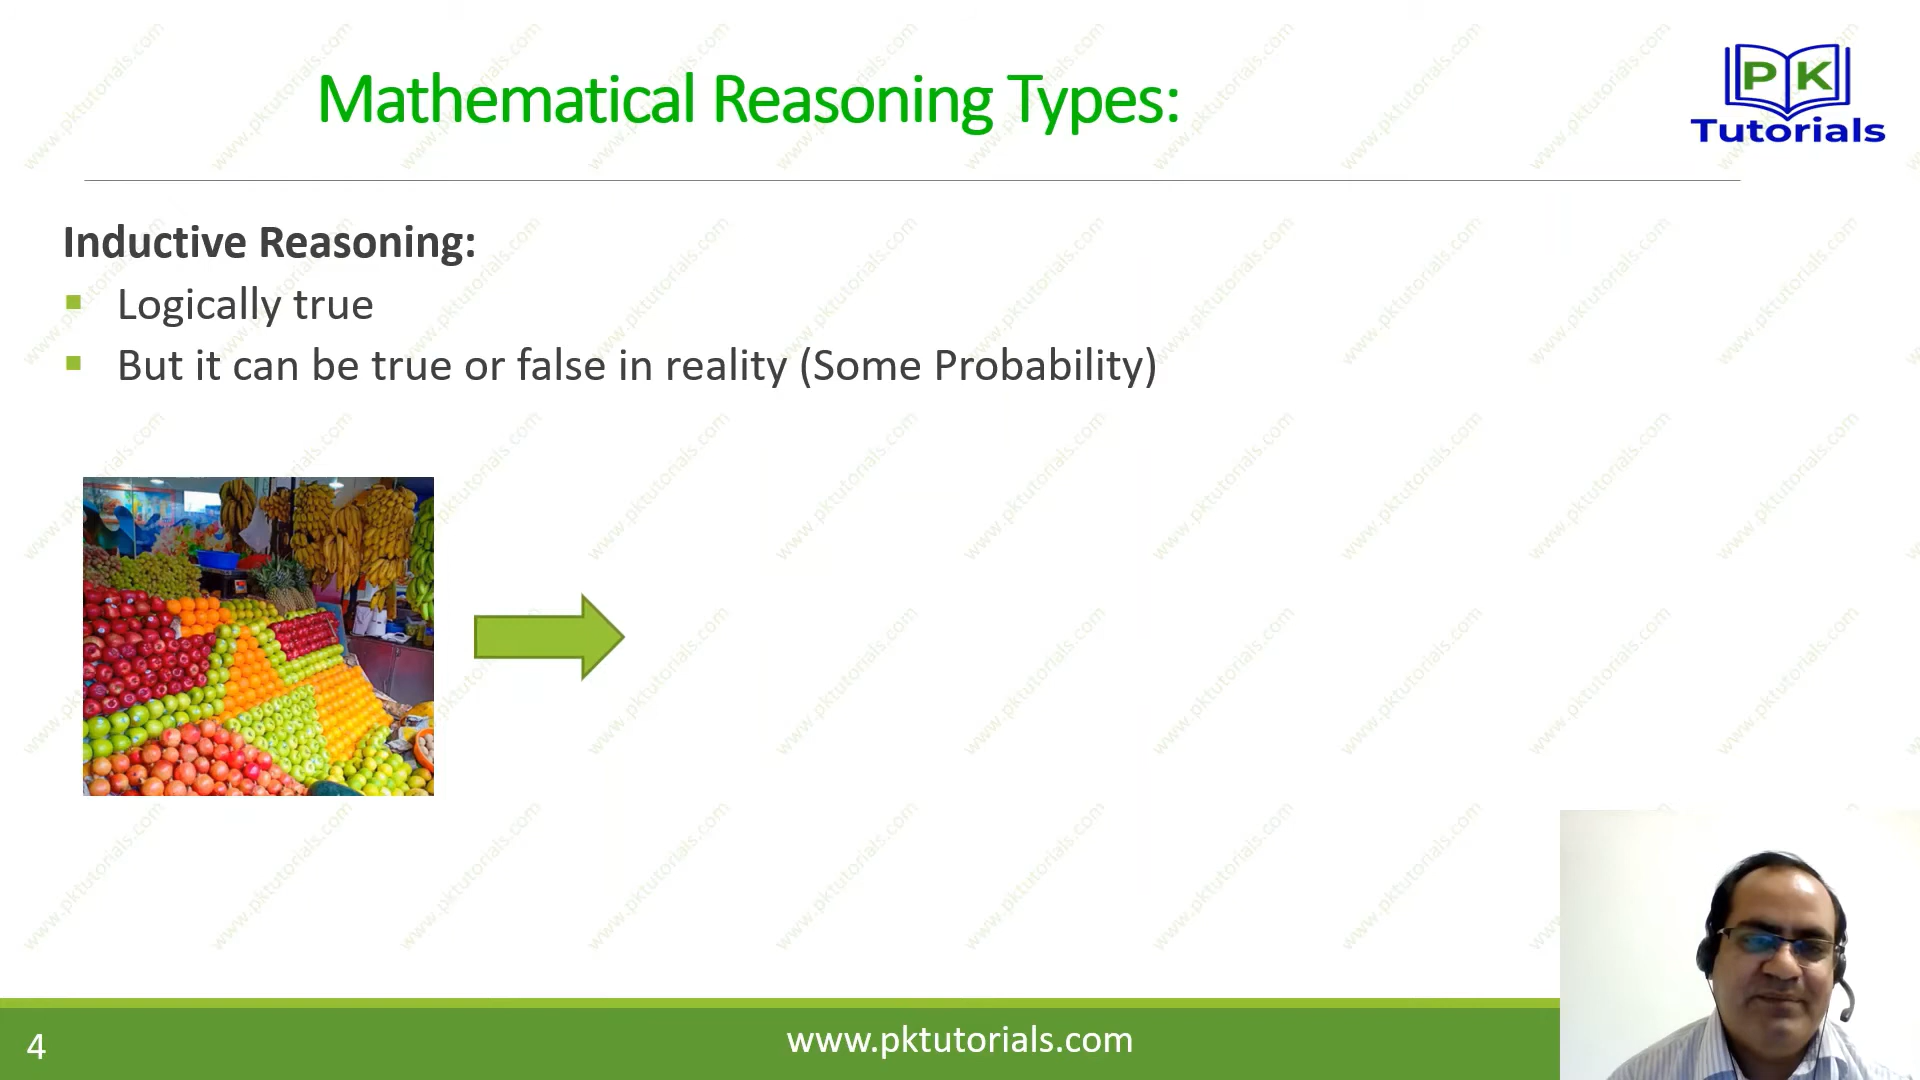 Mathematical Reasoning Types:
PK
Tutorials
Inductive Reasoning:
Logically true
But it can be true or false in reality (Some Probability)
4
www.pktutorials.com